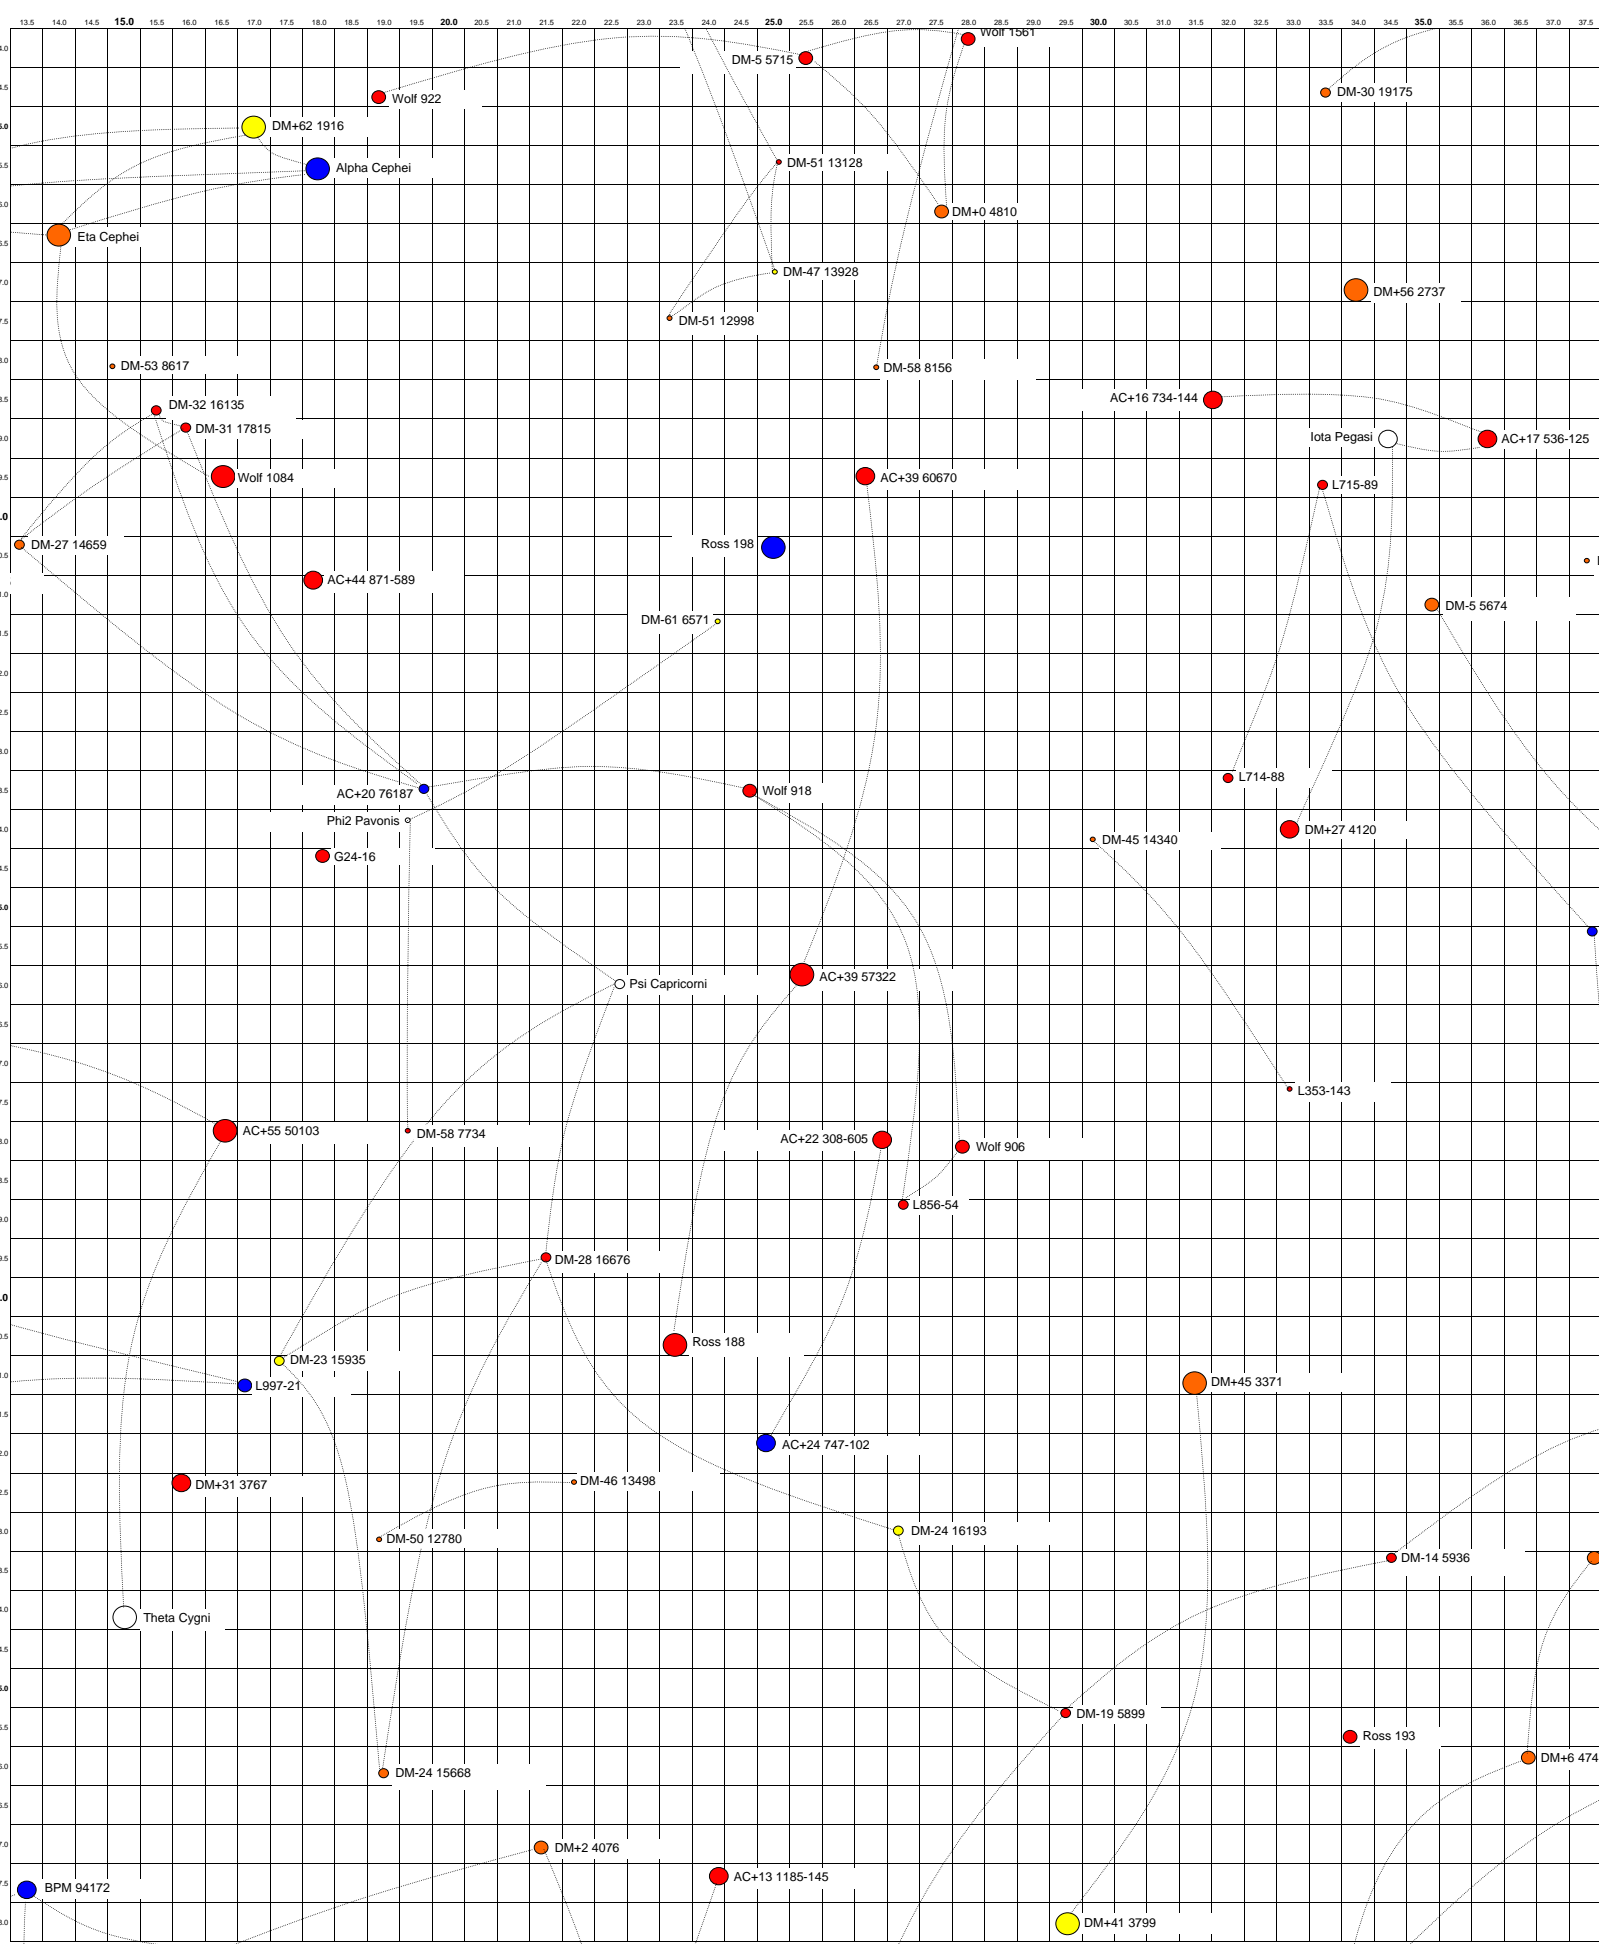 13.5 14.0 15.0 14.5 15.5 16.0 16.5 17.0 17.5 18.0 18.5 19.0 19.5 20.0 20.5 21.0 21.5 22.0 22.5 23.0 23.5 24.0 24.5 25.0 25.5 26.0 26.5 27.0 27.5 28.0 28.5 29.0 29.5 30.0 30.5 31.0 31.5 32.0 32.5 33.0 33.5 34.0 34.5 35.0 35.5 36.0 36.5 37.0 37.5
Wolf 1561
DM-5 5715
DM-30 19175
Wolf 922
DM+62 1916
DM-51 13128
Alpha Cephei
DM+0 4810
Eta Cephei
DM-47 13928
DM+56 2737
DM-51 12998
DM-53 8617
DM-58 8156
AC+16 734-144
DM-32 16135
DM-31 17815
Iota Pegasi
AC+17 536-125
Wolf 1084
AC+39 60670
L715-89
DM-27 14659
Ross 198
AC+44 871-589
DM-5 5674
DM-61 6571
L714-88
AC+20 76187
Wolf 918
Phi2 Pavonis
DM+27 4120
DM-45 14340
G24-16
AC+39 57322
Psi Capricorni
L353-143
AC+55 50103
DM-58 7734
AC+22 308-605
Wolf 906
L856-54
DM-28 16676
Ross 188
DM-23 15935
L997-21
DM+45 3371
AC+24 747-102
DM-46 13498
DM+31 3767
DM-24 16193
DM-50 12780
DM-14 5936
Theta Cygni
DM-19 5899
Ross 193
DM+6 474
DM-24 15668
DM+2 4076
AC+13 1185-145
BPM 94172
DM+41 3799